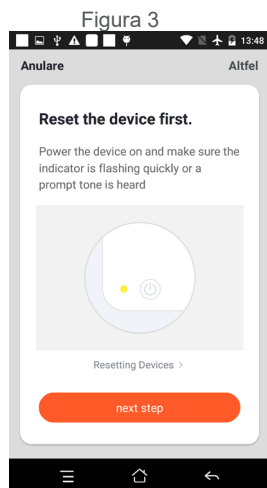 Figura 3
13:48
Anulare Altfel
Reset the device first.
Power the device on and make sure the
indicator is flashing quickly or a
prompt tone is heard
Resetting Devices >
next step